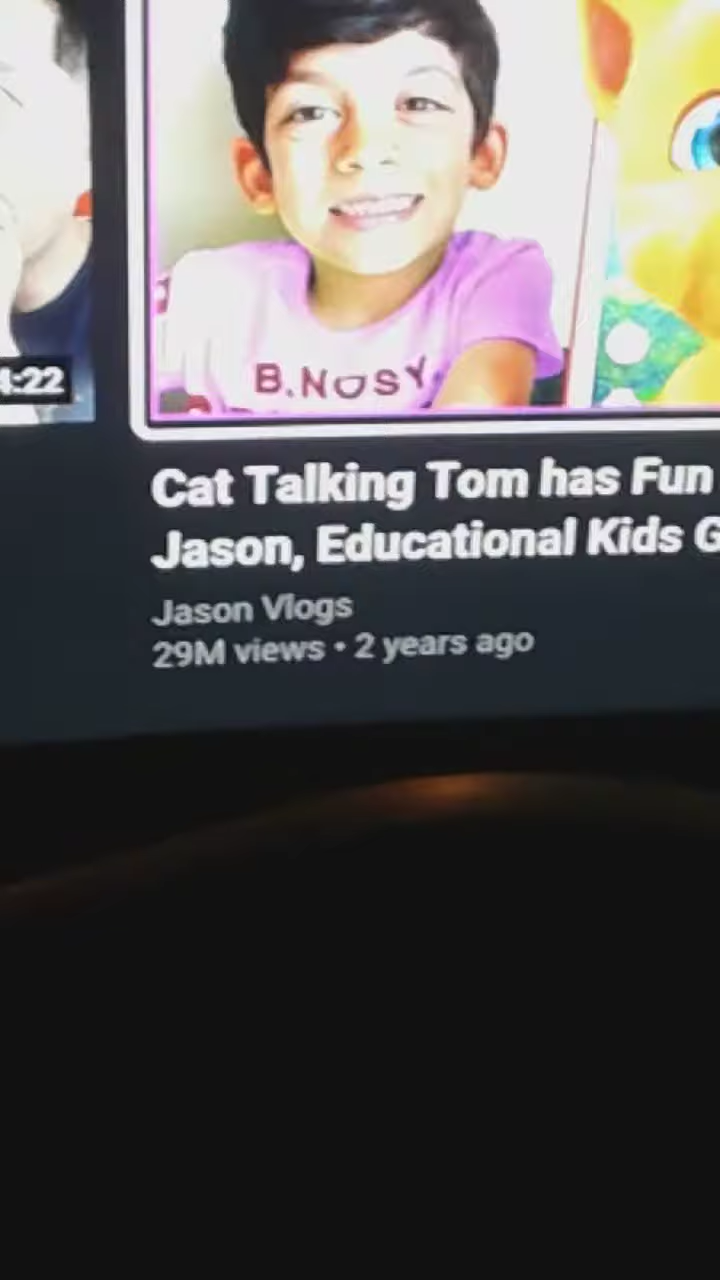 B.NOSY
4:22
Cat Talking Tom has Fun
Jason, Educational Kids G
Jason Vlogs
29M views • 2 years ago